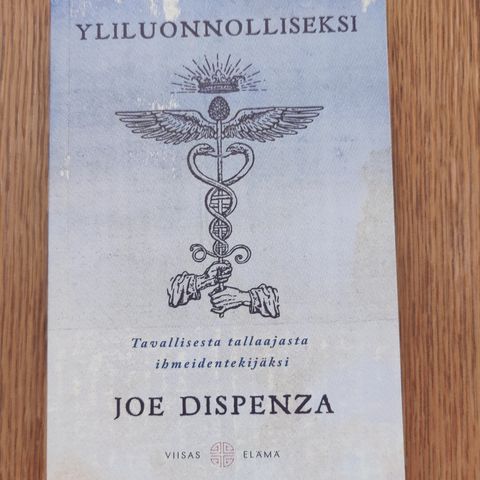 YLILUONNOLLISEKSI
Tavallisesta tallaajasta
ihmeidentekijäksi
JOE DISPENZA
VIISAS ELÄMÄ